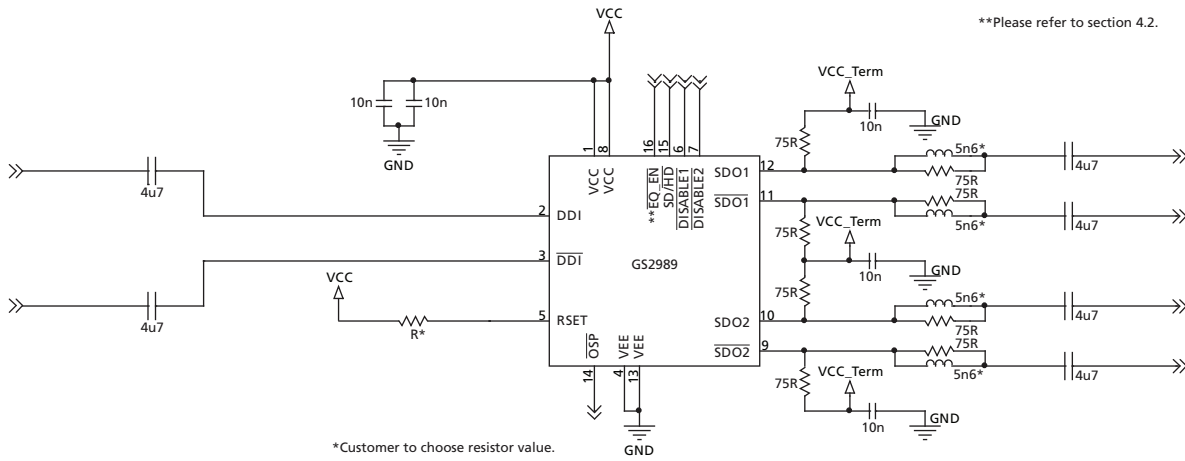 VCC
**Please refer to section 4.2.
VCC_Term
10n
10n
10n
GND
GND
75R
1
8
16
15
6
7
VCC
VCC
**EQ_EN
SD/HD
DISABLE1
DISABLE2
12
SDO1
5n6*
75R
4u7
4u7
11
SDO1
75R
5n6*
4u7
2
DDI
75R
VCC_Term
10n
GND
3
DDI
GS2989
75R
4u7
VCC
R*
5
RSET
10
SDO2
5n6*
75R
4u7
9
SDO2
75R
5n6*
4u7
OSP
VEE
VEE
14
4
13
75R
VCC_Term
10n
GND
GND
*Customer to choose resistor value.